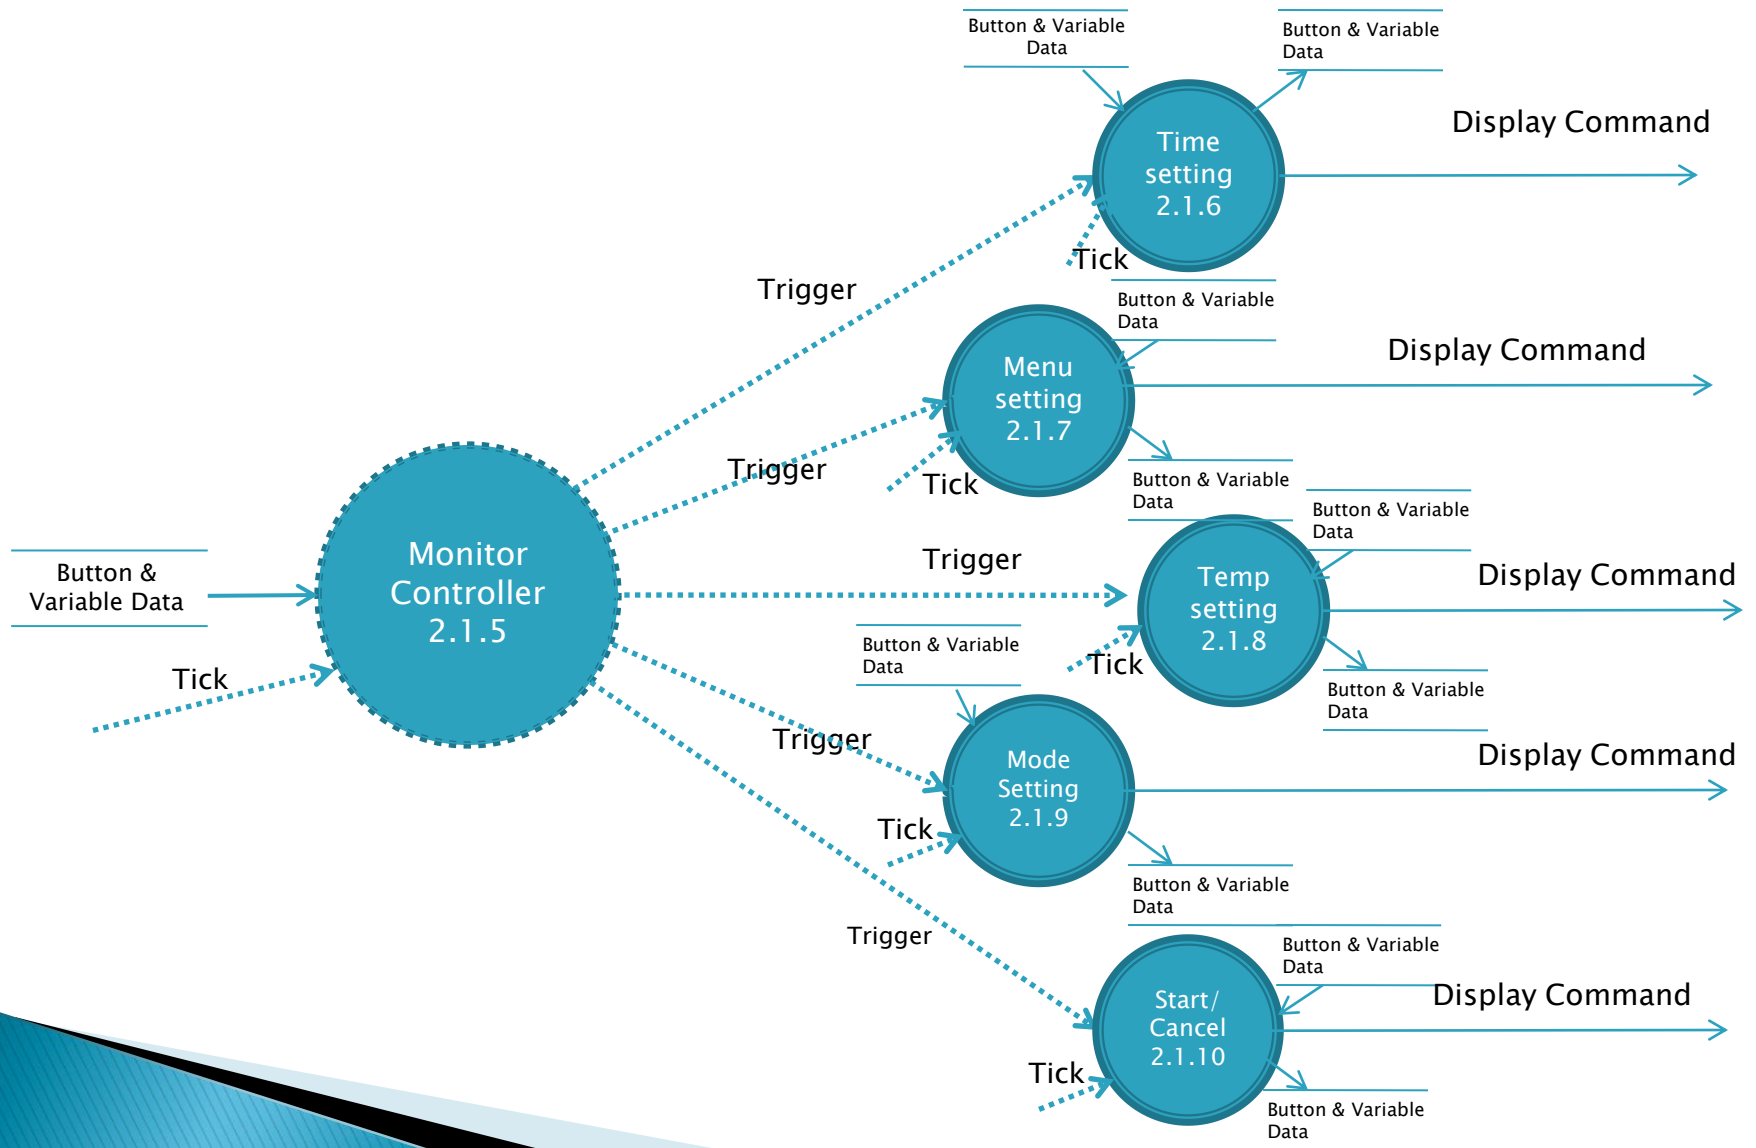 Button & Variable
Data
Button & Variable
Data
Display Command
Time
setting
2.1.6
Tick
Trigger
Button & Variable
Data
Display Command
Menu
setting
2.1.7
Trigger
Tick
Button & Variable
Data
Button & Variable
Data
Monitor
Controller
2.1.5
Button &
Variable Data
Tick
Trigger
Temp
setting
2.1.8
Display Command
Tick
Button & Variable
Data
Button & Variable
Data
Trigger
Mode
Setting
2.1.9
Display Command
Tick
Button & Variable
Data
Trigger
Button & Variable
Data
Start/
Cancel
2.1.10
Display Command
Tick
Button & Variable
Data